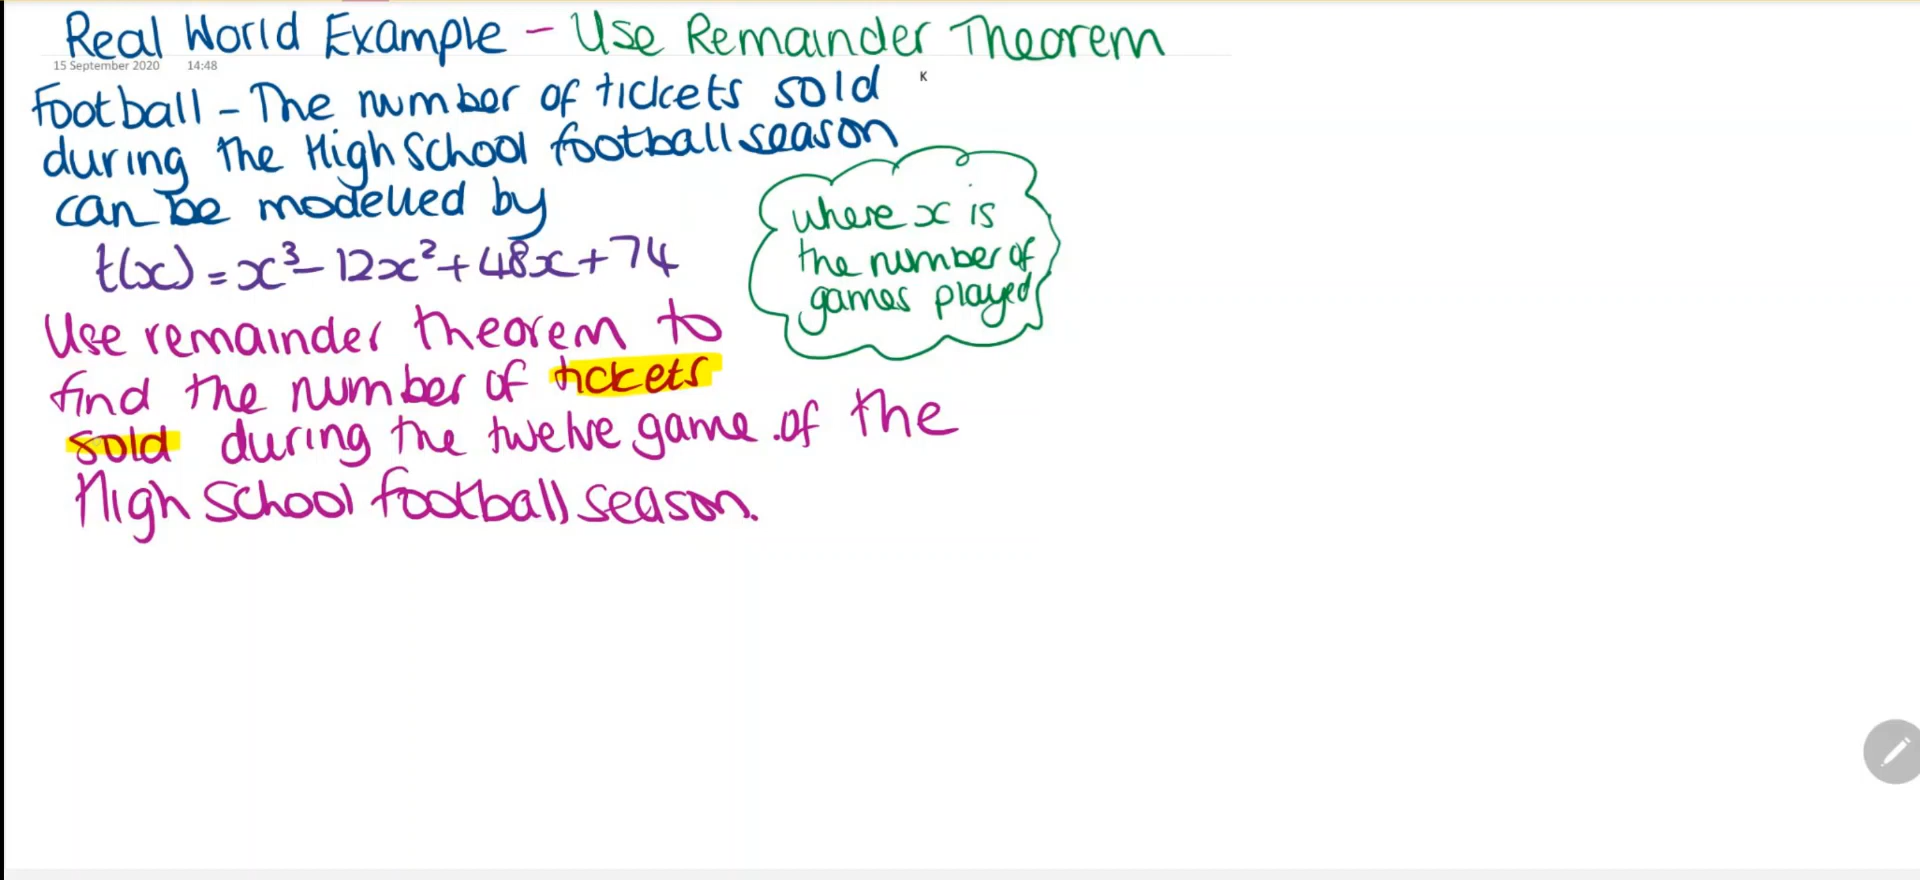 Real World Example - Use Remainder Theorem
15 September 2020 14:48
Football - The number of tickets sold
during the High School football season
can be modelled by
t(x) = x³ - 12x² + 48x + 74
where x is
the number of
games played
Use remainder theorem to
find the number of tickets
sold during the twelve game of the
High School football season.